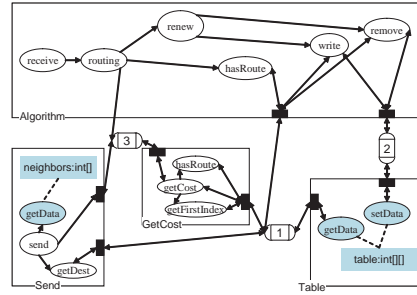 renew
remove
write
receive
routing
hasRoute
Algorithm
3
2
neighbors:int[]
hasRoute
getCost
getFirstIndex
GetCost
getData
send
getDest
Send
1
setData
getData
table:int[][]
Table